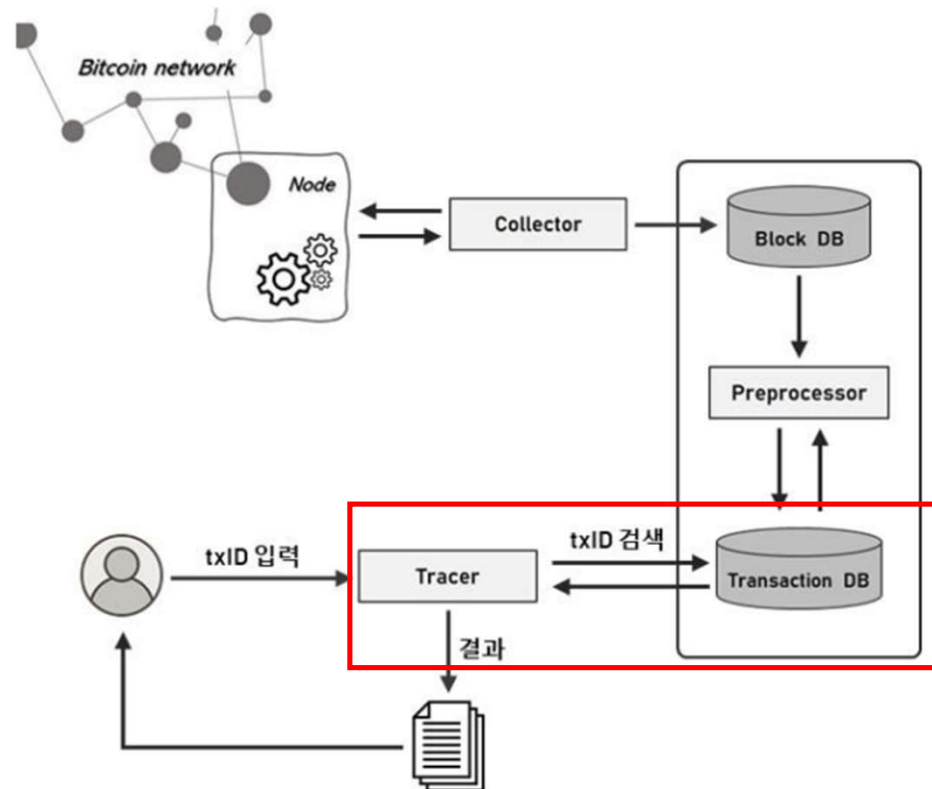 Bitcoin network
Node
Collector
Block DB
Preprocessor
txID 입력
Tracer
txID 검색
Transaction DB
결과